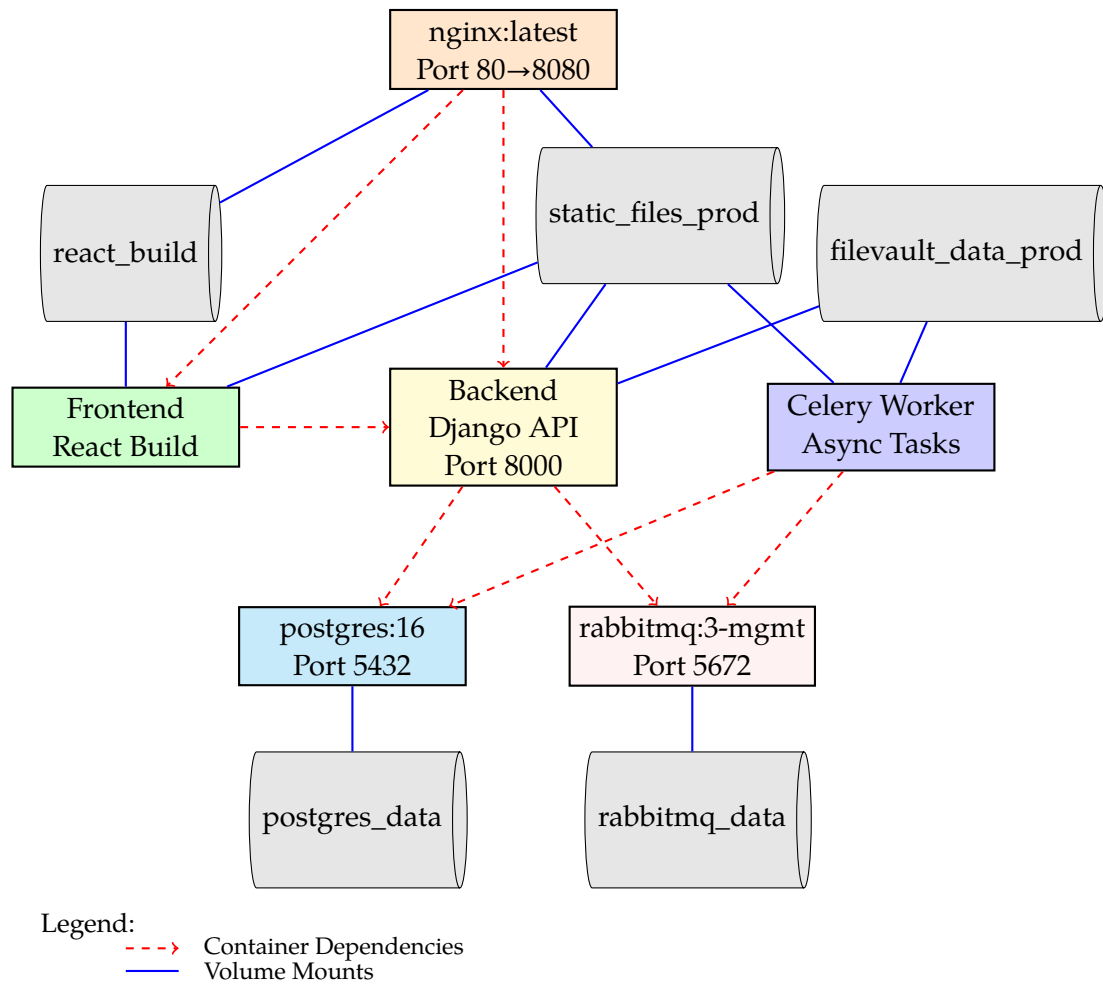 nginx:latest
Port 80→8080
react_build
static_files_prod
filevault_data_prod
Frontend
React Build
Backend
Django API
Port 8000
Celery Worker
Async Tasks
postgres:16
Port 5432
rabbitmq:3-mgmt
Port 5672
postgres_data
rabbitmq_data
Legend:
Container Dependencies
Volume Mounts